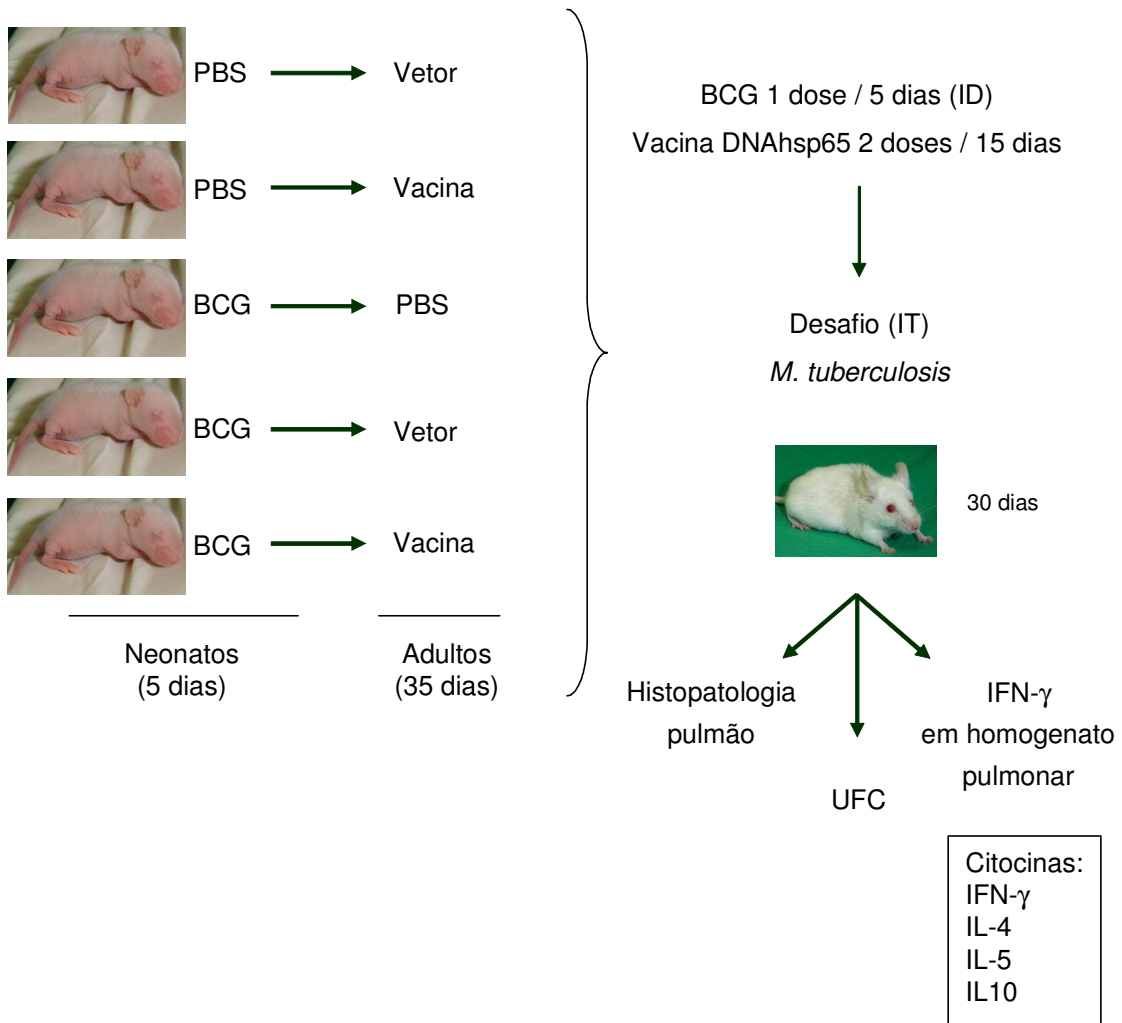 PBS
Vetor
PBS
Vacina
BCG
PBS
BCG
Vetor
BCG
Vacina
Neonatos
(5 dias)
Adultos
(35 dias)
BCG 1 dose / 5 dias (ID)
Vacina DNAhsp65 2 doses / 15 dias
Desafio (IT)
M. tuberculosis
30 dias
Histopatologia
pulmão
UFC
IFN-γ
em homogenato
pulmonar
Citocinas:
IFN-γ
IL-4
IL-5
IL10